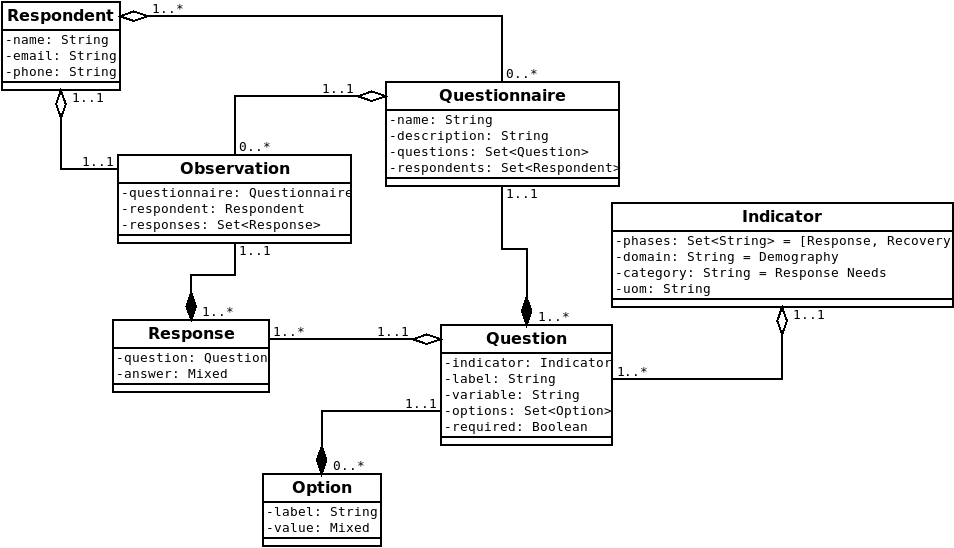 Respondent
-name: String
-email: String
-phone: String
1..*
0..*
1..1
1..1
Questionnaire
-name: String
-description: String
-questions: Set<Question>
-respondents: Set<Respondent>
1..1
0..*
Observation
-questionnaire: Questionnaire
-respondent: Respondent
-responses: Set<Response>
1..1
1..*
1..1
1..*
Indicator
-phases: Set<String> = [Response, Recovery
-domain: String = Demography
-category: String = Response Needs
-uom: String
1..1
1..*
Response
-question: Question
-answer: Mixed
1..*
1..1
Question
-indicator: Indicator
-label: String
-variable: String
-options: Set<Option>
-required: Boolean
1..1
0..*
Option
-label: String
-value: Mixed